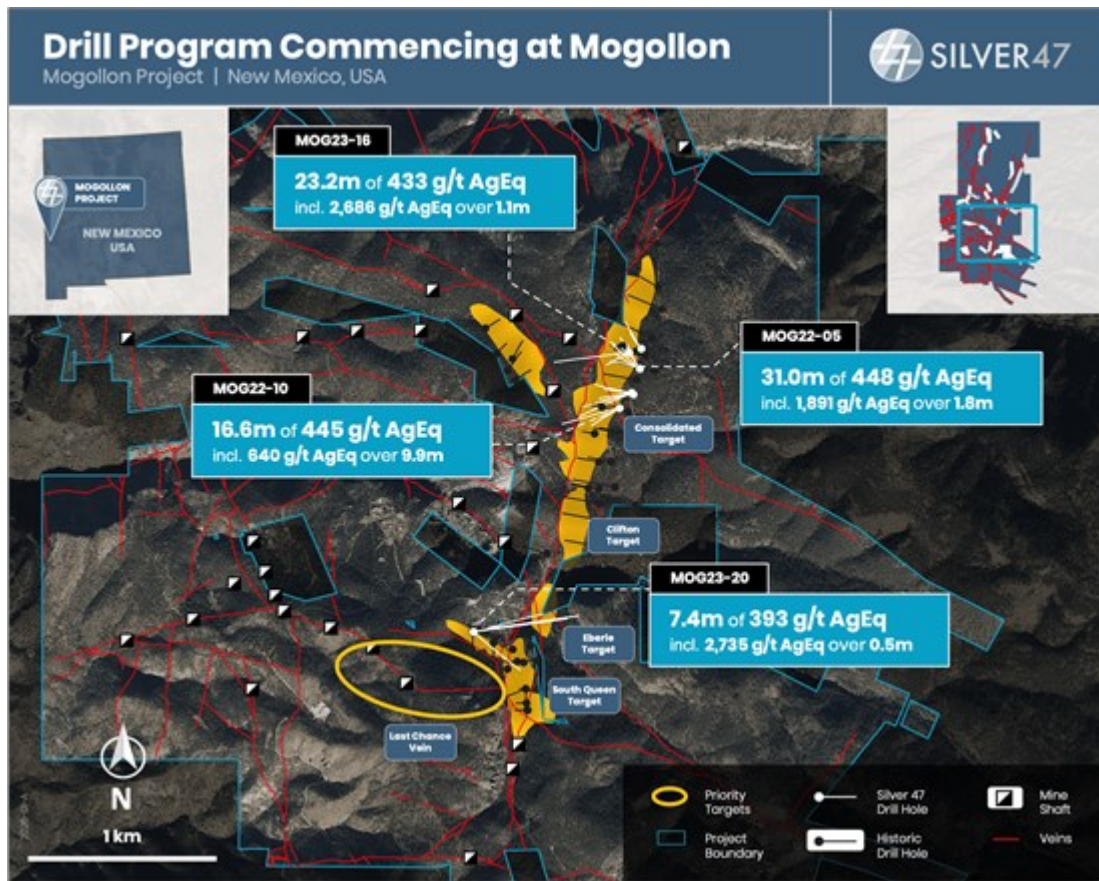 Drill Program Commencing at Mogollon
Mogollon Project | New Mexico, USA
SILVER47
MOGOLLON
PROJECT
NEW MEXICO
USA
MOG23-16
23.2m of 433 g/t AgEq
incl. 2,686 g/t AgEq over 1.1m
MOG22-05
31.0m of 448 g/t AgEq
incl. 1,891 g/t AgEq over 1.8m
MOG22-10
16.6m of 445 g/t AgEq
incl. 640 g/t AgEq over 9.9m
Consolidated
Target
Clifton
Target
MOG23-20
7.4m of 393 g/t AgEq
incl. 2,735 g/t AgEq over 0.5m
Eberle
Target
South Queen
Target
Last Chance
Vein
N
1 km
Priority
Targets
Silver 47
Drill Hole
Mine
Shaft
Project
Boundary
Historic
Drill Hole
Veins